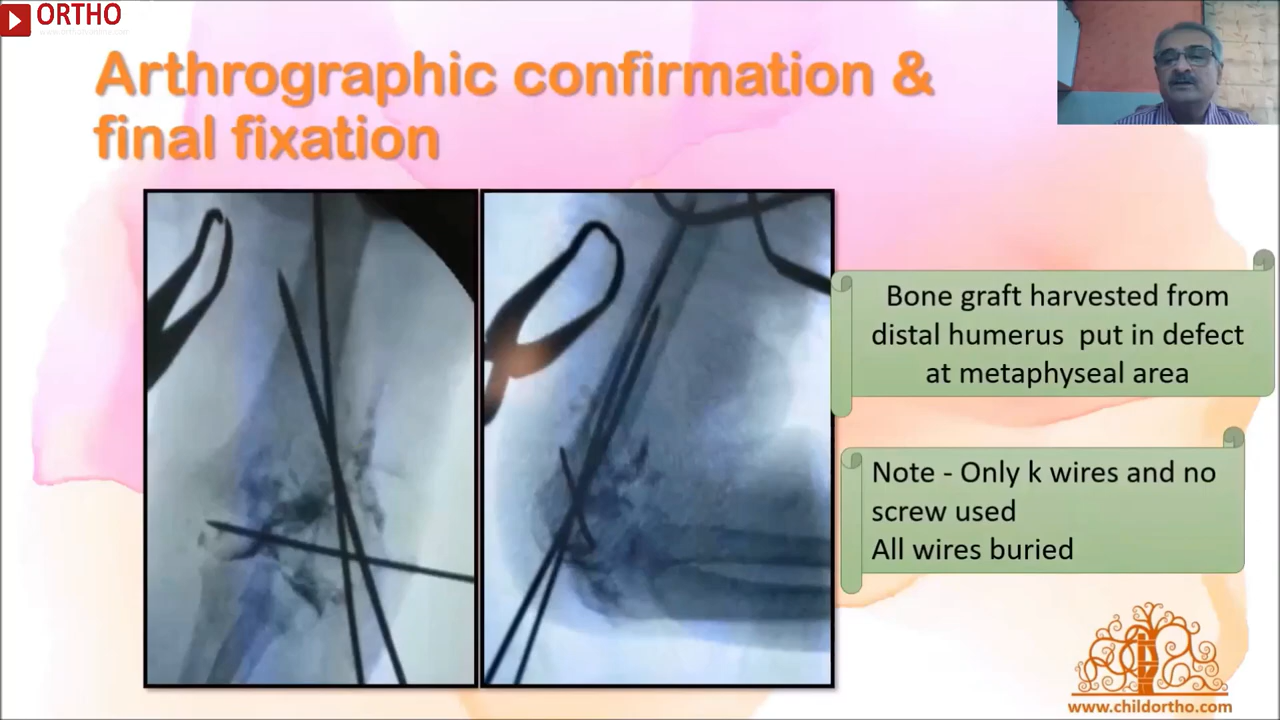 ORTHO
Arthrographic confirmation &
final fixation
Bone graft harvested from
distal humerus put in defect
at metaphyseal area
Note - Only k wires and no
screw used
All wires buried
www.childortho.com